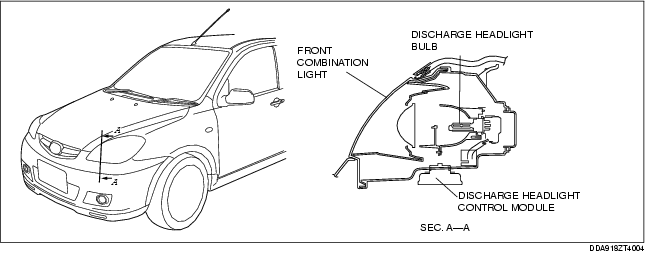 DISCHARGE HEADLIGHT
BULB
FRONT
COMBINATION
LIGHT
A
A
DISCHARGE HEADLIGHT
CONTROL MODULE
SEC. A—A
DDA918ZT4004